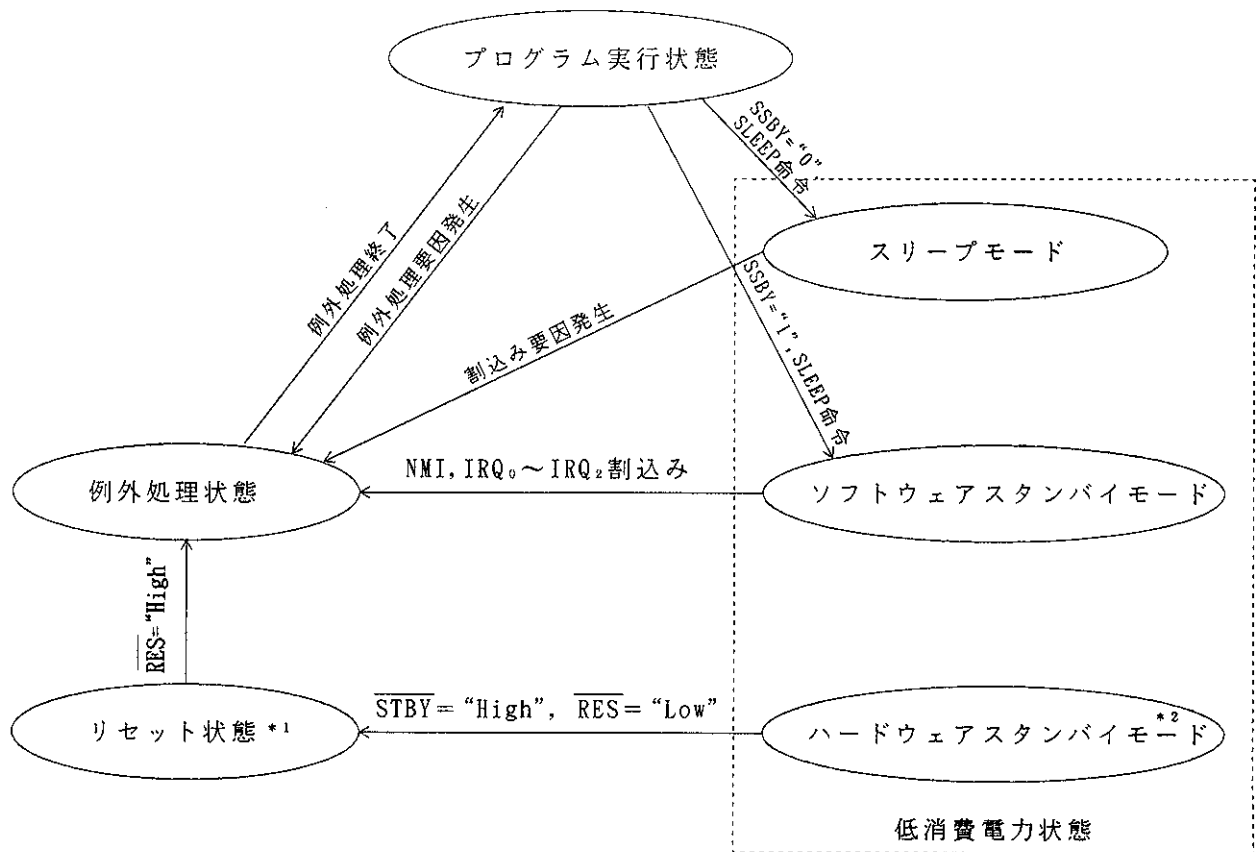 プログラム実行状態
SSBY="0",
SLEEP命令
スリープモード
例外処理終了
例外処理要因発生
割込み要因発生
SSBY="1", SLEEP命令
例外処理状態
NMI, IRQ₀～IRQ₂割込み
ソフトウェアスタンバイモード
R̅E̅S̅="High"
リセット状態*1
S̅T̅B̅Y̅="High", R̅E̅S̅="Low"
ハードウェアスタンバイモード*2
低消費電力状態